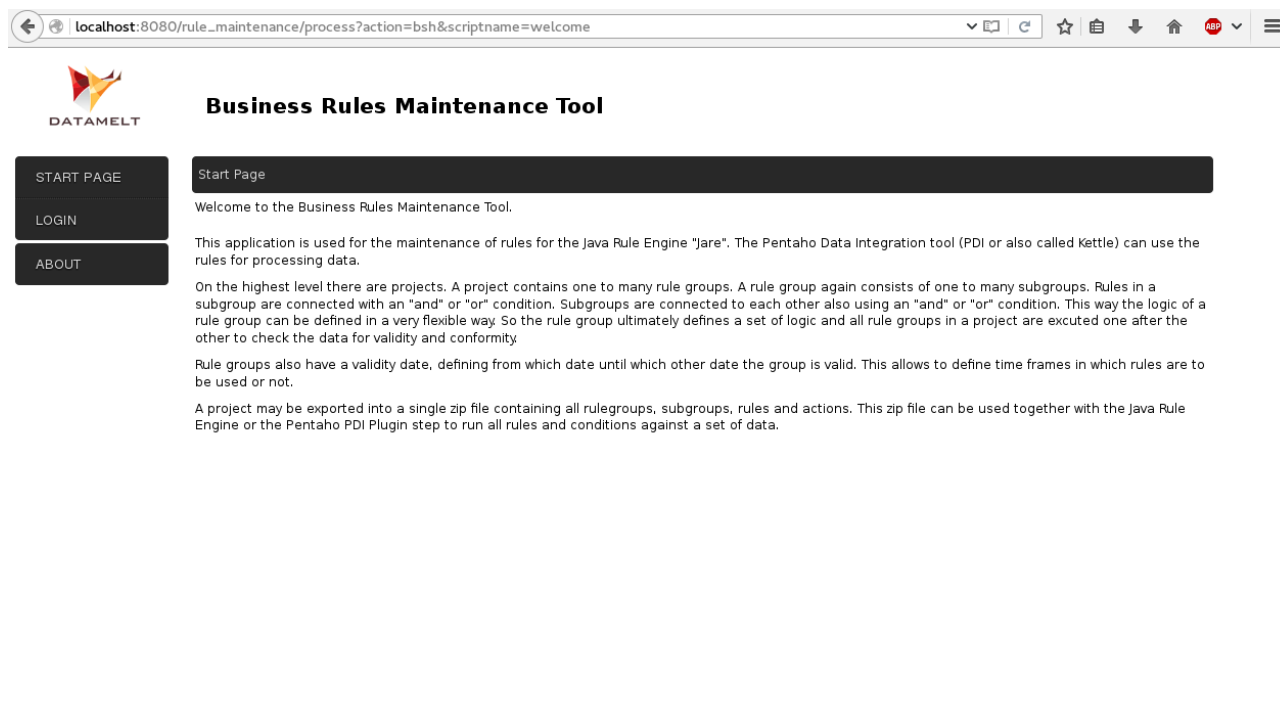 localhost:8080/rule_maintenance/process?action=bsh&scriptname=welcome
ABP
DATAMELT
Business Rules Maintenance Tool
START PAGE
LOGIN
ABOUT
Start Page
Welcome to the Business Rules Maintenance Tool.
This application is used for the maintenance of rules for the Java Rule Engine "Jare". The Pentaho Data Integration tool (PDI or also called Kettle) can use the
rules for processing data.
On the highest level there are projects. A project contains one to many rule groups. A rule group again consists of one to many subgroups. Rules in a
subgroup are connected with an "and" or "or" condition. Subgroups are connected to each other also using an "and" or "or" condition. This way the logic of a
rule group can be defined in a very flexible way. So the rule group ultimately defines a set of logic and all rule groups in a project are excuted one after the
other to check the data for validity and conformity.
Rule groups also have a validity date, defining from which date until which other date the group is valid. This allows to define time frames in which rules are to
be used or not.
A project may be exported into a single zip file containing all rulegroups, subgroups, rules and actions. This zip file can be used together with the Java Rule
Engine or the Pentaho PDI Plugin step to run all rules and conditions against a set of data.